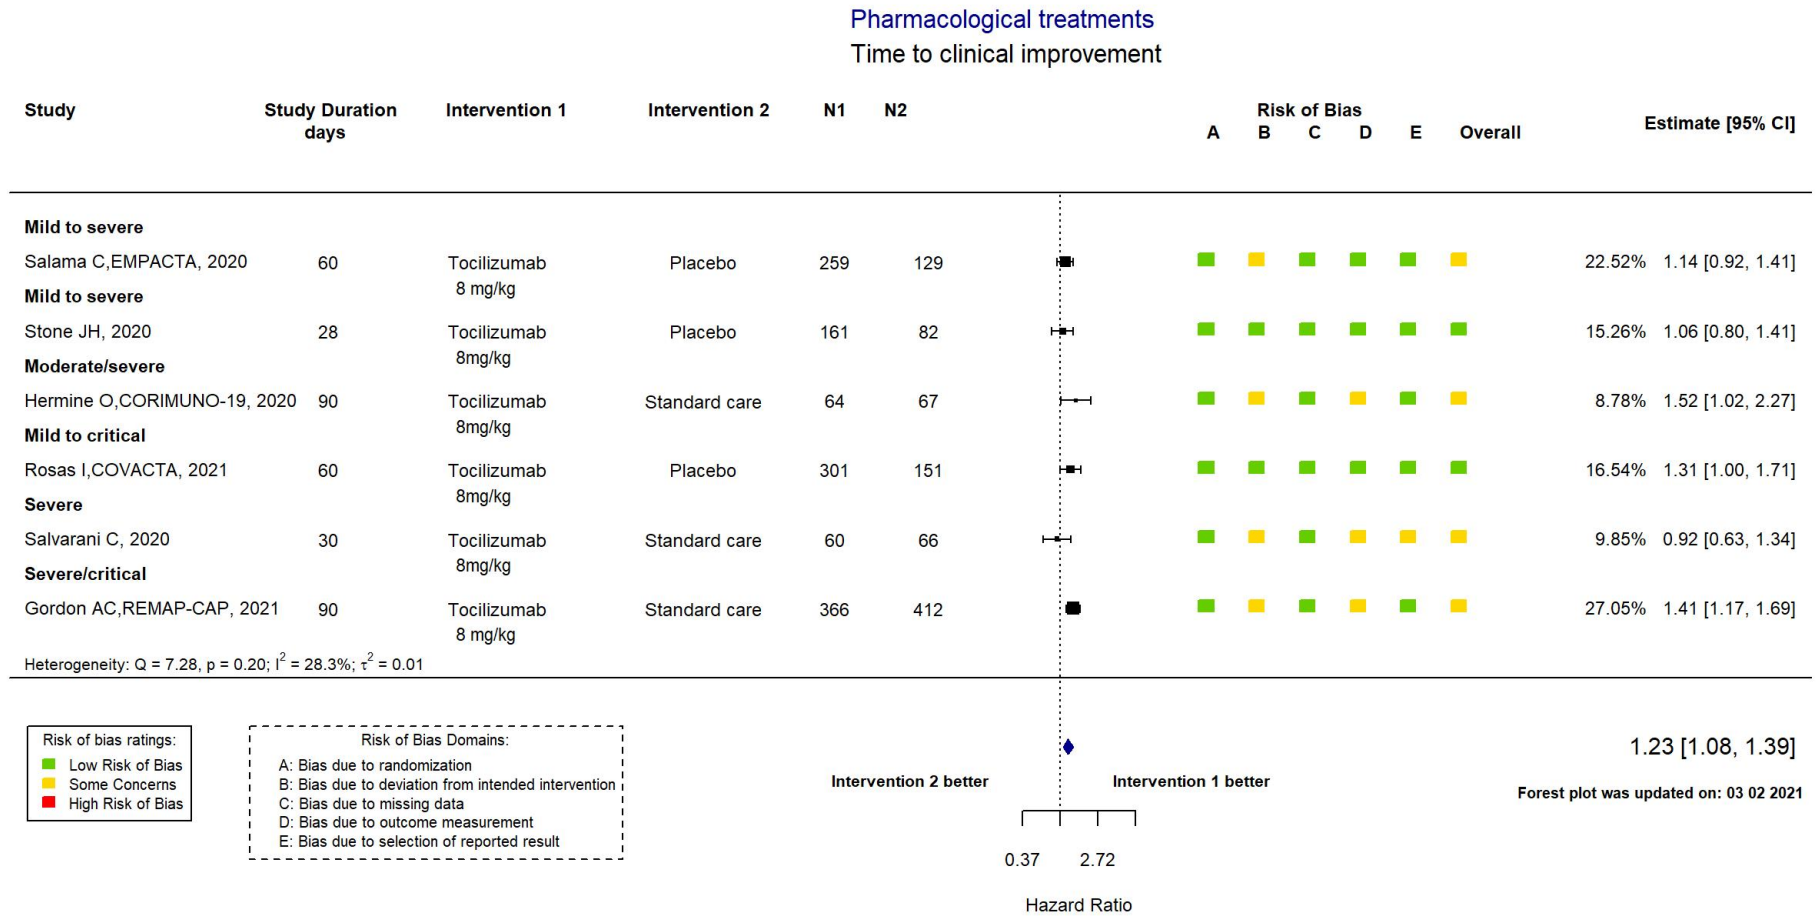 Pharmacological treatments
Time to clinical improvement
Study Study Duration Intervention 1 Intervention 2 N1 N2 Risk of Bias Estimate [95% CI]
days A B C D E Overall
Mild to severe
Salama C,EMPACTA, 2020 60 Tocilizumab Placebo 259 129 22.52% 1.14 [0.92, 1.41]
8 mg/kg
Mild to severe
Stone JH, 2020 28 Tocilizumab Placebo 161 82 15.26% 1.06 [0.80, 1.41]
8mg/kg
Moderate/severe
Hermine O,CORIMUNO-19, 2020 90 Tocilizumab Standard care 64 67 8.78% 1.52 [1.02, 2.27]
8mg/kg
Mild to critical
Rosas I,COVACTA, 2021 60 Tocilizumab Placebo 301 151 16.54% 1.31 [1.00, 1.71]
8mg/kg
Severe
Salvarani C, 2020 30 Tocilizumab Standard care 60 66 9.85% 0.92 [0.63, 1.34]
8mg/kg
Severe/critical
Gordon AC,REMAP-CAP, 2021 90 Tocilizumab Standard care 366 412 27.05% 1.41 [1.17, 1.69]
8 mg/kg
Heterogeneity: Q = 7.28, p = 0.20; I² = 28.3%; τ² = 0.01
Risk of bias ratings:
Low Risk of Bias
Some Concerns
High Risk of Bias
Risk of Bias Domains:
A: Bias due to randomization
B: Bias due to deviation from intended intervention
C: Bias due to missing data
D: Bias due to outcome measurement
E: Bias due to selection of reported result
1.23 [1.08, 1.39]
Intervention 2 better Intervention 1 better
Forest plot was updated on: 03 02 2021
0.37 2.72
Hazard Ratio